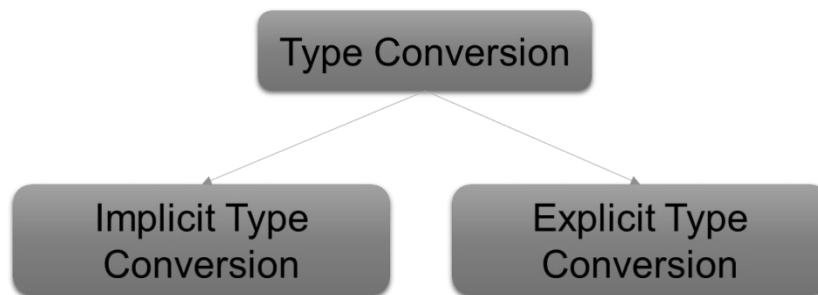 Type Conversion
Implicit Type
Conversion
Explicit Type
Conversion